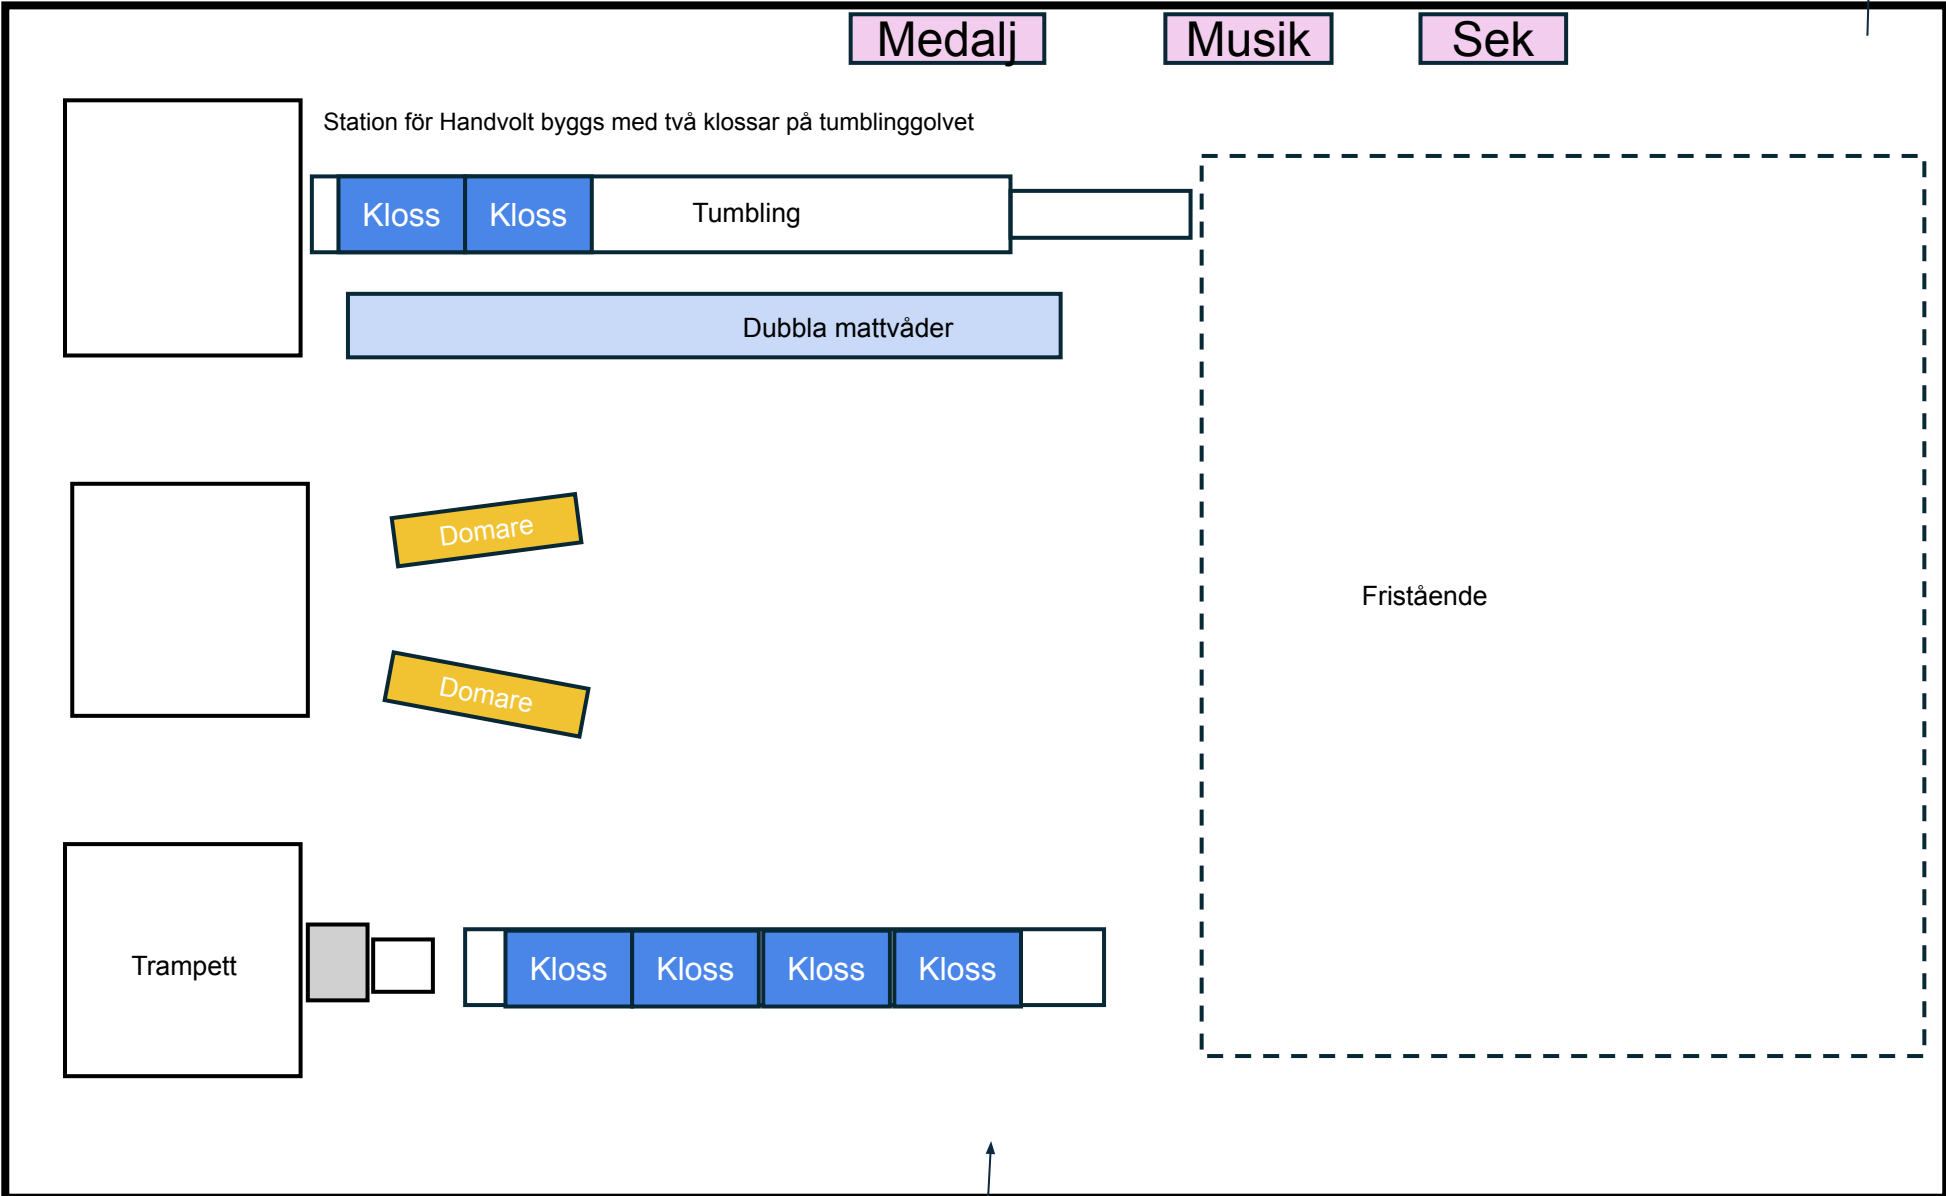 Medalj
Musik
Sek
Station för Handvolt byggs med två klossar på tumblinggolvet
Kloss
Kloss
Tumbling
Dubbla mattvåder
Domare
Fristående
Domare
Trampett
Kloss
Kloss
Kloss
Kloss